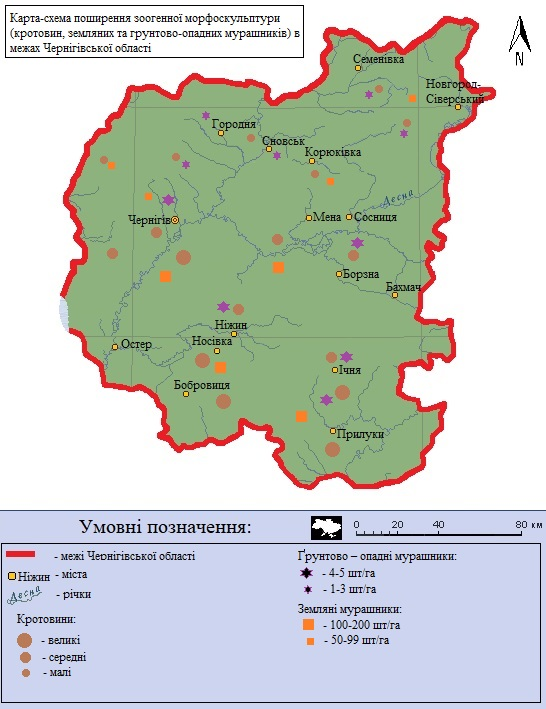 Карта-схема поширення зоогенної морфоскульптури
(кротовин, земляних та грунтово-опадних мурашників) в
межах Чернігівської області
N
Семенівка
Новгород-
Сіверський
Городня
Сновськ
Корюківка
Десна
Чернігів
Мена
Сосниця
Борзна
Бахмач
Ніжин
Носівка
Остер
Ічня
Бобровиця
Прилуки
Умовні позначення:
0 20 40 80 км
- межі Чернігівської області
Ніжин - міста
Десна - річки
Кротовини:
- великі
- середні
- малі
Ґрунтово – опадні мурашники:
- 4-5 шт/га
- 1-3 шт/га
Земляні мурашники:
- 100-200 шт/га
- 50-99 шт/га